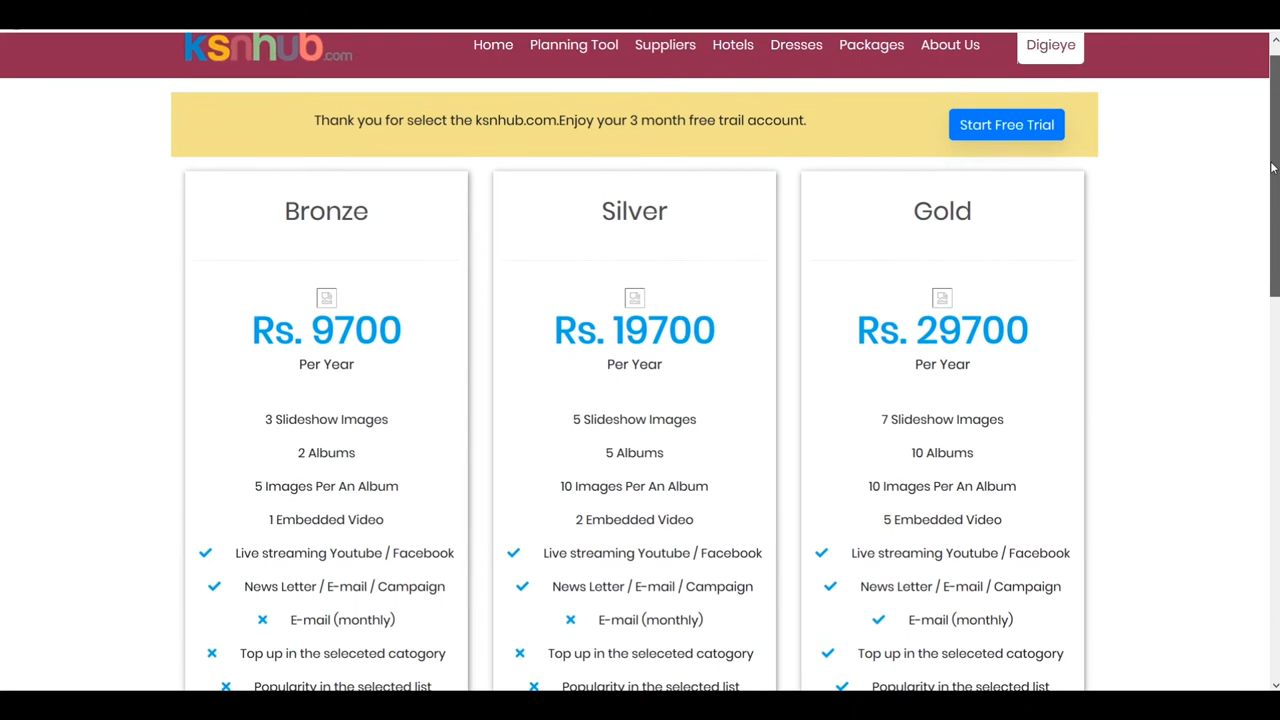 ksnhub.com
Home Planning Tool Suppliers Hotels Dresses Packages About Us Digieye
Thank you for select the ksnhub.com.Enjoy your 3 month free trail account.
Start Free Trial
Bronze
Rs. 9700
Per Year
3 Slideshow Images
2 Albums
5 Images Per An Album
1 Embedded Video
Live streaming Youtube / Facebook
News Letter / E-mail / Campaign
E-mail (monthly)
Top up in the seleceted catogory
Popularity in the selected list
Silver
Rs. 19700
Per Year
5 Slideshow Images
5 Albums
10 Images Per An Album
2 Embedded Video
Live streaming Youtube / Facebook
News Letter / E-mail / Campaign
E-mail (monthly)
Top up in the seleceted catogory
Popularity in the selected list
Gold
Rs. 29700
Per Year
7 Slideshow Images
10 Albums
10 Images Per An Album
5 Embedded Video
Live streaming Youtube / Facebook
News Letter / E-mail / Campaign
E-mail (monthly)
Top up in the seleceted catogory
Popularity in the selected list